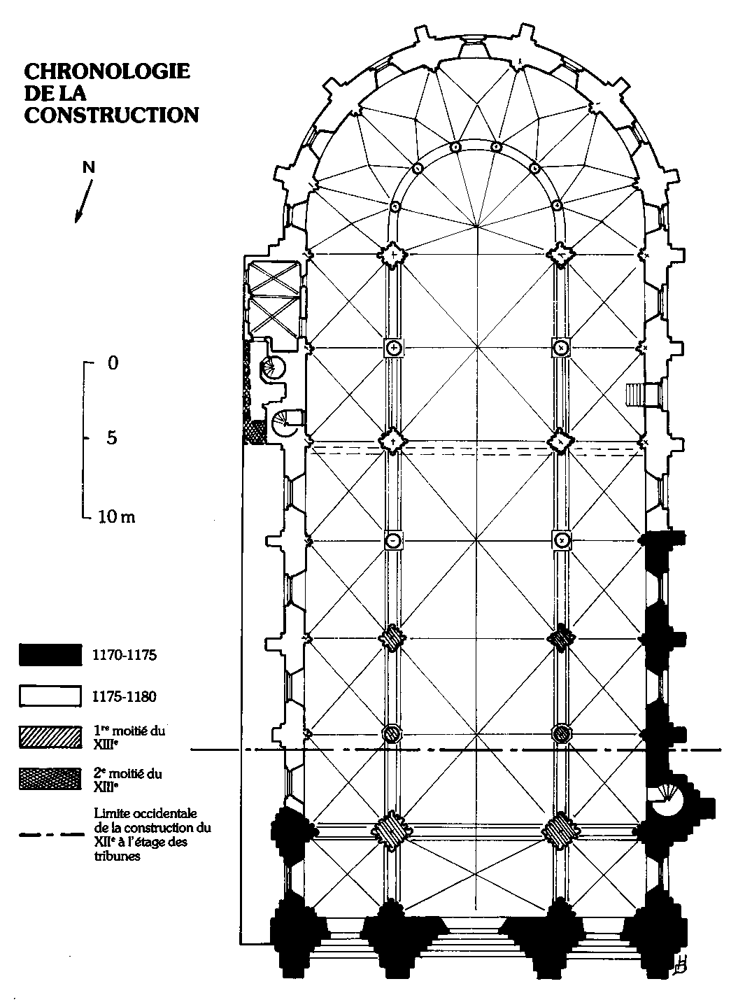 CHRONOLOGIE
DE LA
CONSTRUCTION
N
0
5
10 m
1170-1175
1175-1180
1re moitié du
XIIIe
2e moitié du
XIIIe
Limite occidentale
de la construction du
XIIe à l'étage des
tribunes